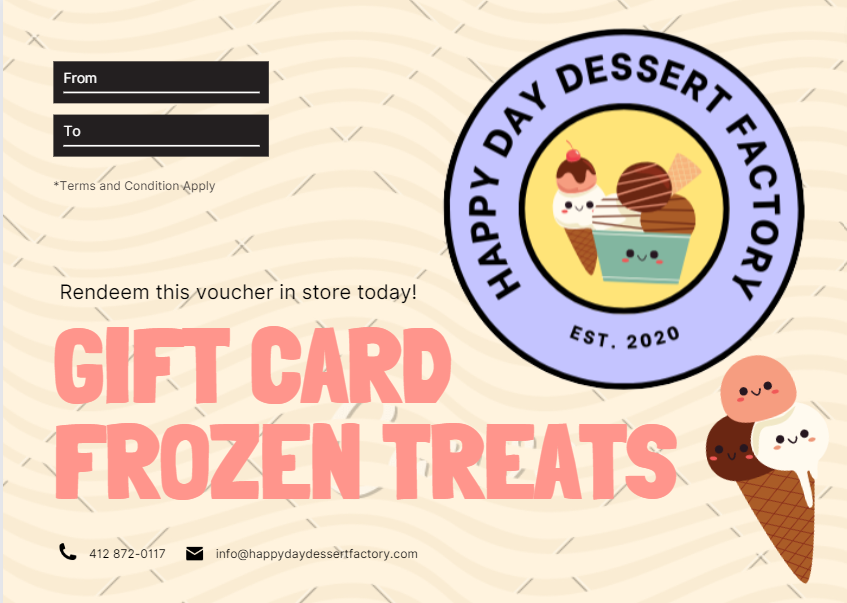 From
To
*Terms and Condition Apply
HAPPY DAY DESSERT FACTORY
EST. 2020
Rendeem this voucher in store today!
GIFT CARD
FROZEN TREATS
412 872-0117 info@happydaydessertfactory.com